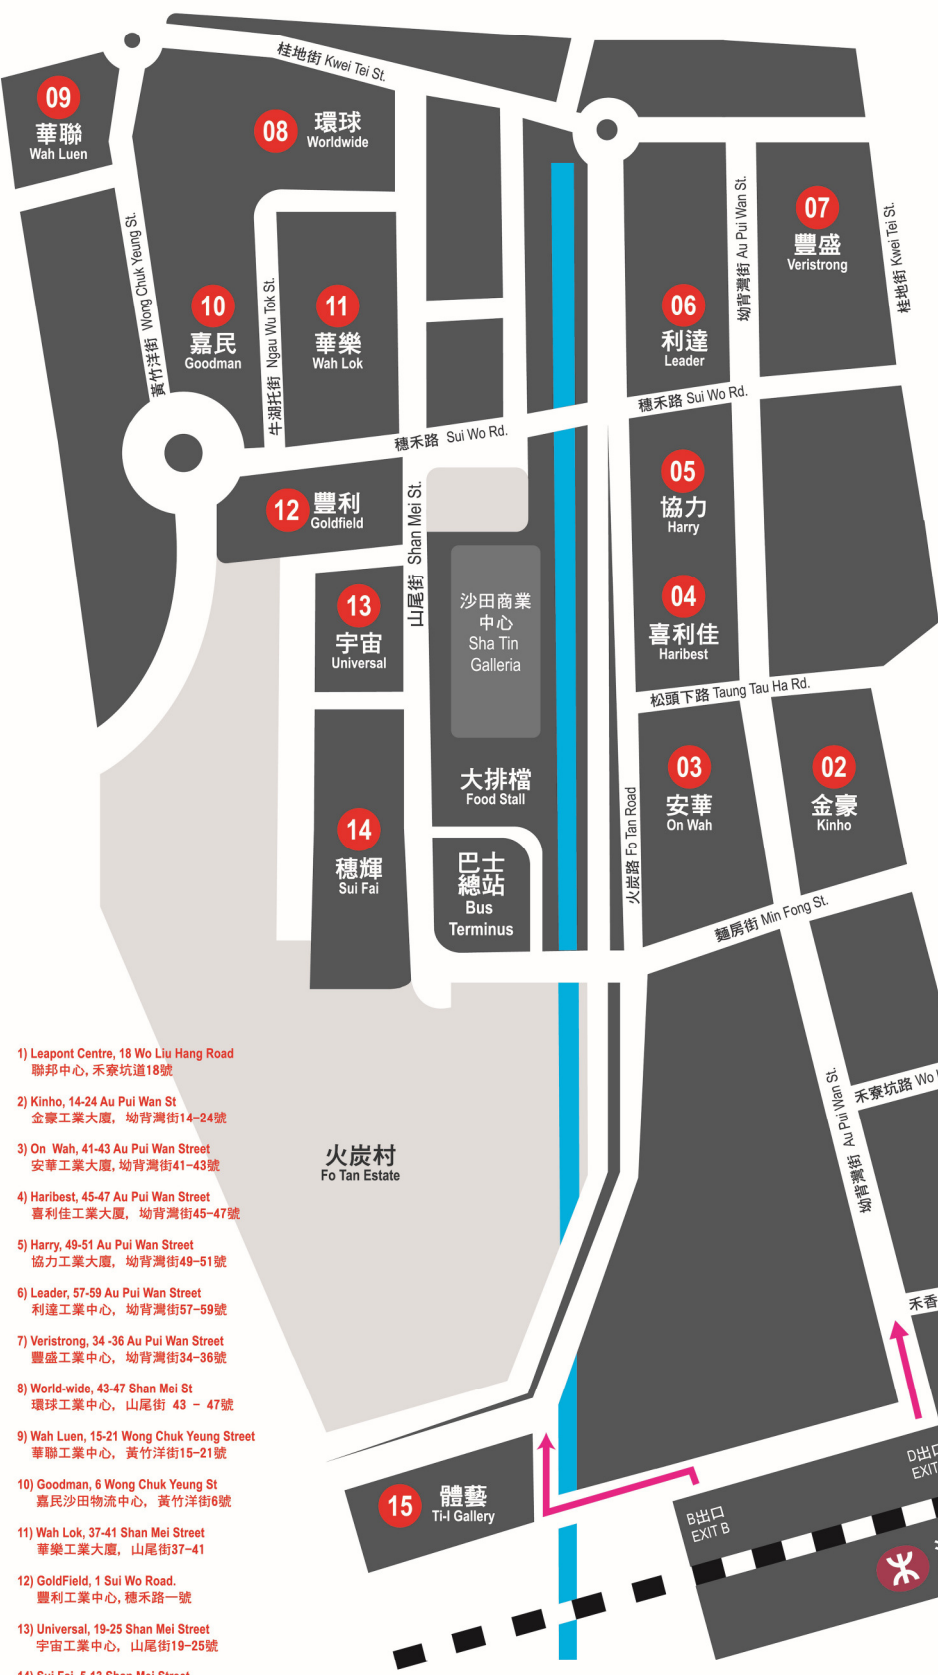 桂地街 Kwei Tei St.
09
華聯
Wah Luen
08
環球
Worldwide
07
豐盛
Veristrong
坳背灣街 Au Pui Wan St.
桂地街 Kwei Tei St.
黃竹洋街 Wong Chuk Yeung St.
10
嘉民
Goodman
牛湖托街 Ngau Wu Tok St.
11
華樂
Wah Lok
06
利達
Leader
穗禾路 Sui Wo Rd.
穗禾路 Sui Wo Rd.
12
豐利
Goldfield
山尾街 Shan Mei St.
05
協力
Harry
13
宇宙
Universal
沙田商業
中心
Sha Tin
Galleria
04
喜利佳
Haribest
松頭下路 Taung Tau Ha Rd.
大排檔
Food Stall
03
安華
On Wah
02
金豪
Kinho
14
穗輝
Sui Fai
巴士
總站
Bus
Terminus
火炭路 Fo Tan Road
麵房街 Min Fong St.
坳背灣街 Au Pui Wan St.
禾寮坑路 Wo
禾香
火炭村
Fo Tan Estate
1) Leapont Centre, 18 Wo Liu Hang Road
聯邦中心, 禾寮坑道18號
2) Kinho, 14-24 Au Pui Wan St
金豪工業大廈, 坳背灣街14-24號
3) On Wah, 41-43 Au Pui Wan Street
安華工業大廈, 坳背灣街41-43號
4) Haribest, 45-47 Au Pui Wan Street
喜利佳工業大厦, 坳背灣街45-47號
5) Harry, 49-51 Au Pui Wan Street
協力工業大廈, 坳背灣街49-51號
6) Leader, 57-59 Au Pui Wan Street
利達工業中心, 坳背灣街57-59號
7) Veristrong, 34 -36 Au Pui Wan Street
豐盛工業中心, 坳背灣街34-36號
8) World-wide, 43-47 Shan Mei St
環球工業中心, 山尾街 43 - 47號
9) Wah Luen, 15-21 Wong Chuk Yeung Street
華聯工業中心, 黃竹洋街15-21號
10) Goodman, 6 Wong Chuk Yeung St
嘉民沙田物流中心, 黃竹洋街6號
11) Wah Lok, 37-41 Shan Mei Street
華樂工業大廈, 山尾街37-41
12) GoldField, 1 Sui Wo Road.
豐利工業中心, 穗禾路一號
13) Universal, 19-25 Shan Mei Street
宇宙工業中心, 山尾街19-25號
14) Sui Fai, 5-13 Shan Mei Street
15
體藝
Ti-I Gallery
B出口
EXIT B
D出口
EXIT